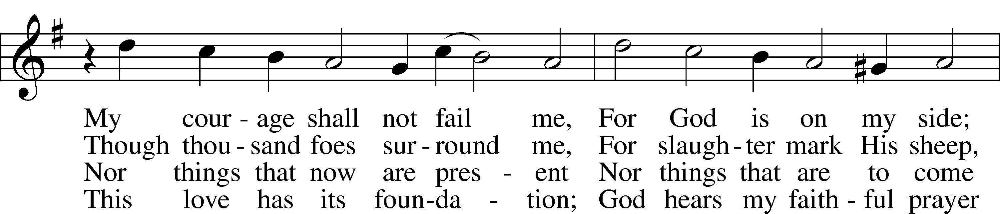 My cour - age shall not fail me, For God is on my side;
Though thou - sand foes sur - round me, For slaugh - ter mark His sheep,
Nor things that now are pres - ent Nor things that are to come
This love has its foun - da - tion; God hears my faith - ful prayer